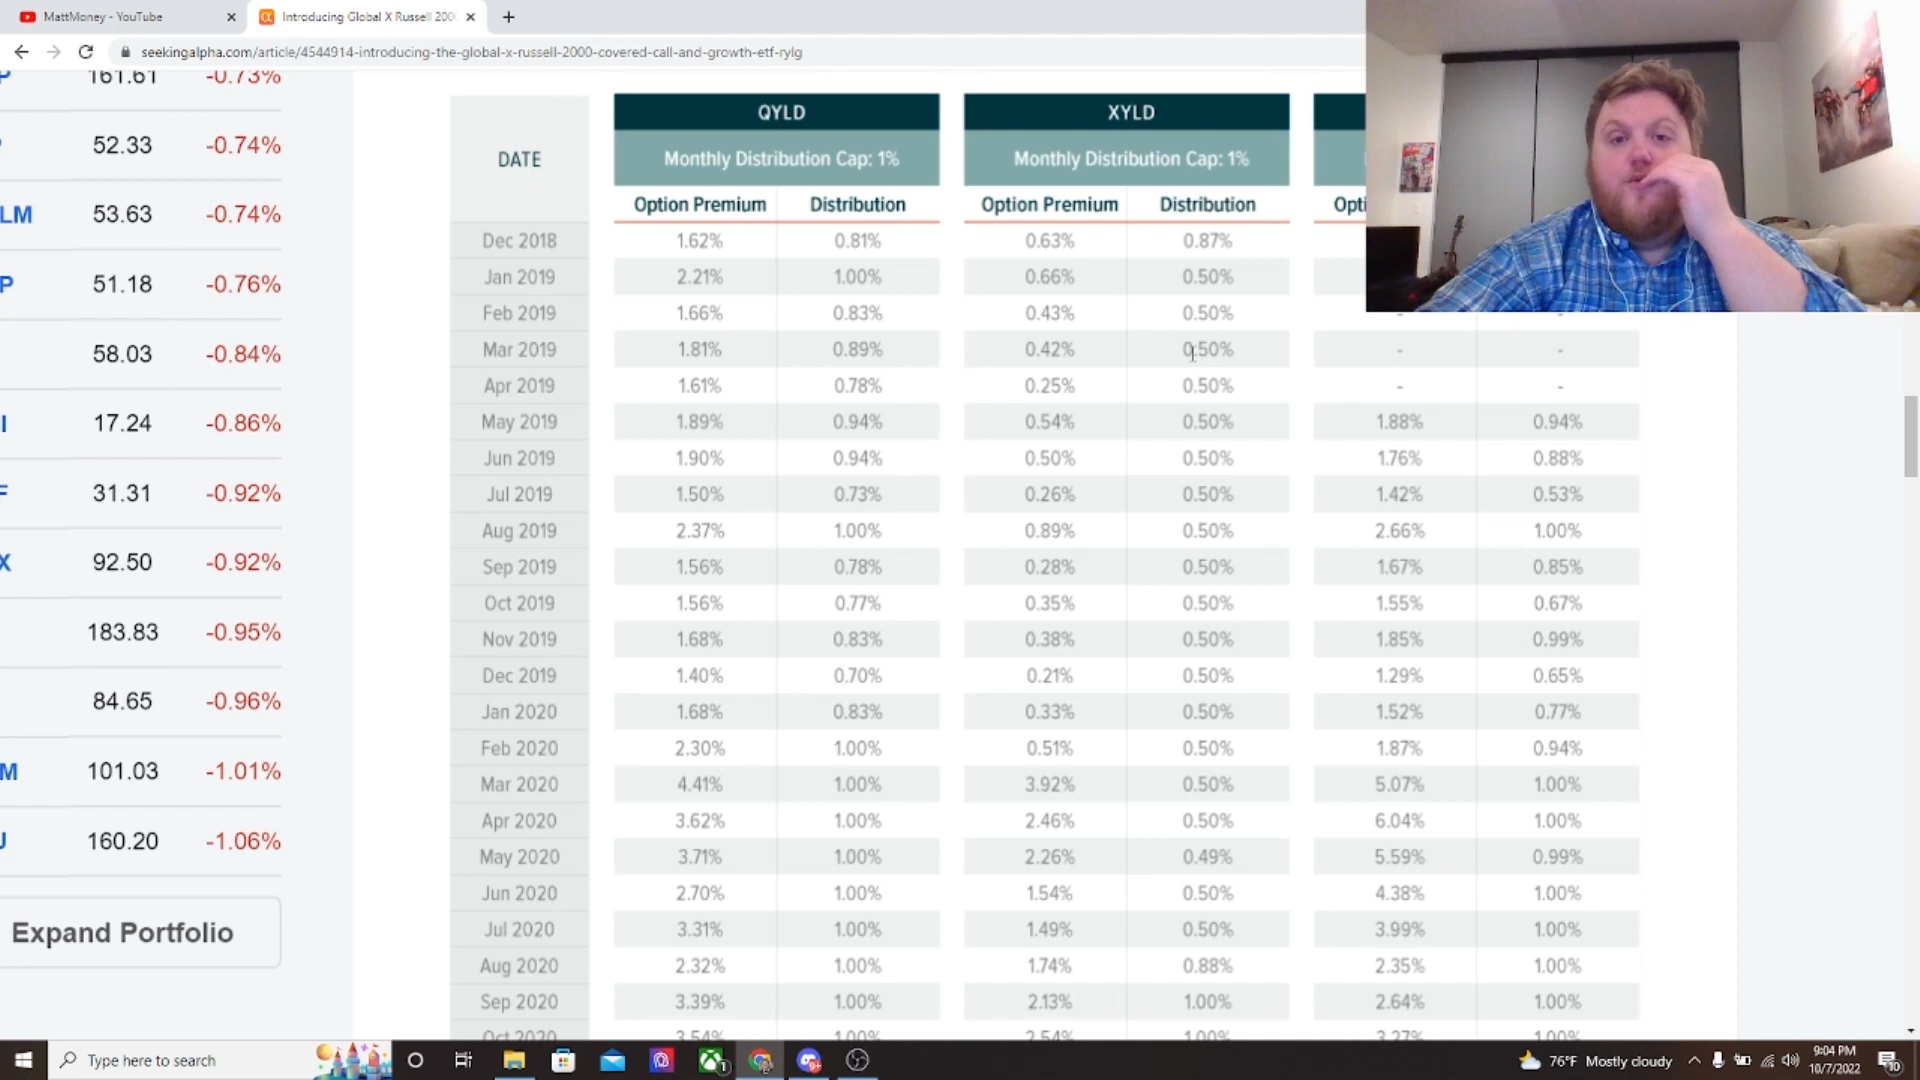 MattMoney - YouTube
Introducing Global X Russell 200
seekingalpha.com/article/4544914-introducing-the-global-x-russell-2000-covered-call-and-growth-etf-rylg
P 161.61 -0.73%
52.33 -0.74%
LM 53.63 -0.74%
P 51.18 -0.76%
58.03 -0.84%
I 17.24 -0.86%
F 31.31 -0.92%
X 92.50 -0.92%
183.83 -0.95%
84.65 -0.96%
M 101.03 -1.01%
J 160.20 -1.06%
Expand Portfolio
QYLD XYLD
DATE Monthly Distribution Cap: 1% Monthly Distribution Cap: 1%
Option Premium Distribution Option Premium Distribution Opti
Dec 2018 1.62% 0.81% 0.63% 0.87%
Jan 2019 2.21% 1.00% 0.66% 0.50%
Feb 2019 1.66% 0.83% 0.43% 0.50% - -
Mar 2019 1.81% 0.89% 0.42% 0.50% - -
Apr 2019 1.61% 0.78% 0.25% 0.50% - -
May 2019 1.89% 0.94% 0.54% 0.50% 1.88% 0.94%
Jun 2019 1.90% 0.94% 0.50% 0.50% 1.76% 0.88%
Jul 2019 1.50% 0.73% 0.26% 0.50% 1.42% 0.53%
Aug 2019 2.37% 1.00% 0.89% 0.50% 2.66% 1.00%
Sep 2019 1.56% 0.78% 0.28% 0.50% 1.67% 0.85%
Oct 2019 1.56% 0.77% 0.35% 0.50% 1.55% 0.67%
Nov 2019 1.68% 0.83% 0.38% 0.50% 1.85% 0.99%
Dec 2019 1.40% 0.70% 0.21% 0.50% 1.29% 0.65%
Jan 2020 1.68% 0.83% 0.33% 0.50% 1.52% 0.77%
Feb 2020 2.30% 1.00% 0.51% 0.50% 1.87% 0.94%
Mar 2020 4.41% 1.00% 3.92% 0.50% 5.07% 1.00%
Apr 2020 3.62% 1.00% 2.46% 0.50% 6.04% 1.00%
May 2020 3.71% 1.00% 2.26% 0.49% 5.59% 0.99%
Jun 2020 2.70% 1.00% 1.54% 0.50% 4.38% 1.00%
Jul 2020 3.31% 1.00% 1.49% 0.50% 3.99% 1.00%
Aug 2020 2.32% 1.00% 1.74% 0.88% 2.35% 1.00%
Sep 2020 3.39% 1.00% 2.13% 1.00% 2.64% 1.00%
Oct 2020 3.54% 1.00% 2.54% 1.00% 3.27% 1.00%
Type here to search
76°F Mostly cloudy
9:04 PM
10/7/2022